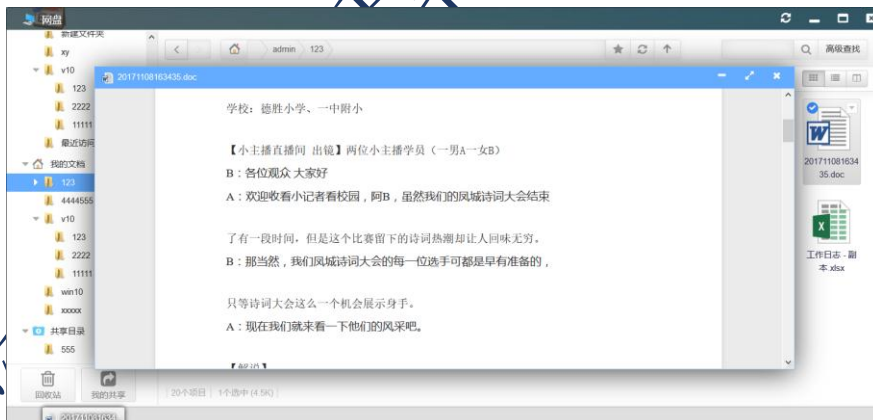 网盘
新建文件夹
xy
v10
123
2222
11111
最近访问
我的文档
123
4444555
v10
123
2222
11111
win10
xxxxx
共享目录
555
回收站
我的共享
admin
123
高级查找
20171108163435.doc
学校：德胜小学、一中附小
【小主播直播间 出镜】两位小主播学员（一男A一女B）
B：各位观众 大家好
A：欢迎收看小记者看校园，阿B，虽然我们的凤城诗词大会结束
了有一段时间，但是这个比赛留下的诗词热潮却让人回味无穷。
B：那当然，我们凤城诗词大会的每一位选手可都是早有准备的，
只等诗词大会这么一个机会展示身手。
A：现在我们就来看一下他们的风采吧。
【解说】
201711081634
35.doc
工作日志 - 副
本.xlsx
20个项目
1个选中 (4.5K)
201711081634